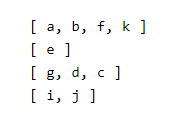 [ a, b, f, k ]
[ e ]
[ g, d, c ]
[ i, j ]